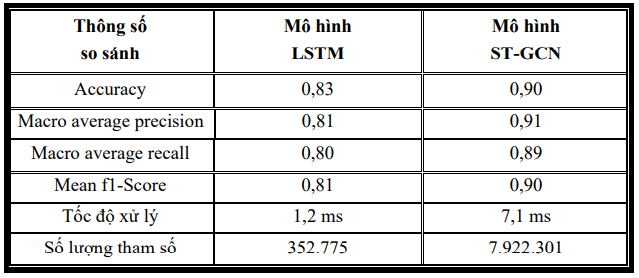 Thông số so sánh Mô hình LSTM Mô hình ST-GCN
Accuracy 0,83 0,90
Macro average precision 0,81 0,91
Macro average recall 0,80 0,89
Mean f1-Score 0,81 0,90
Tốc độ xử lý 1,2 ms 7,1 ms
Số lượng tham số 352.775 7.922.301